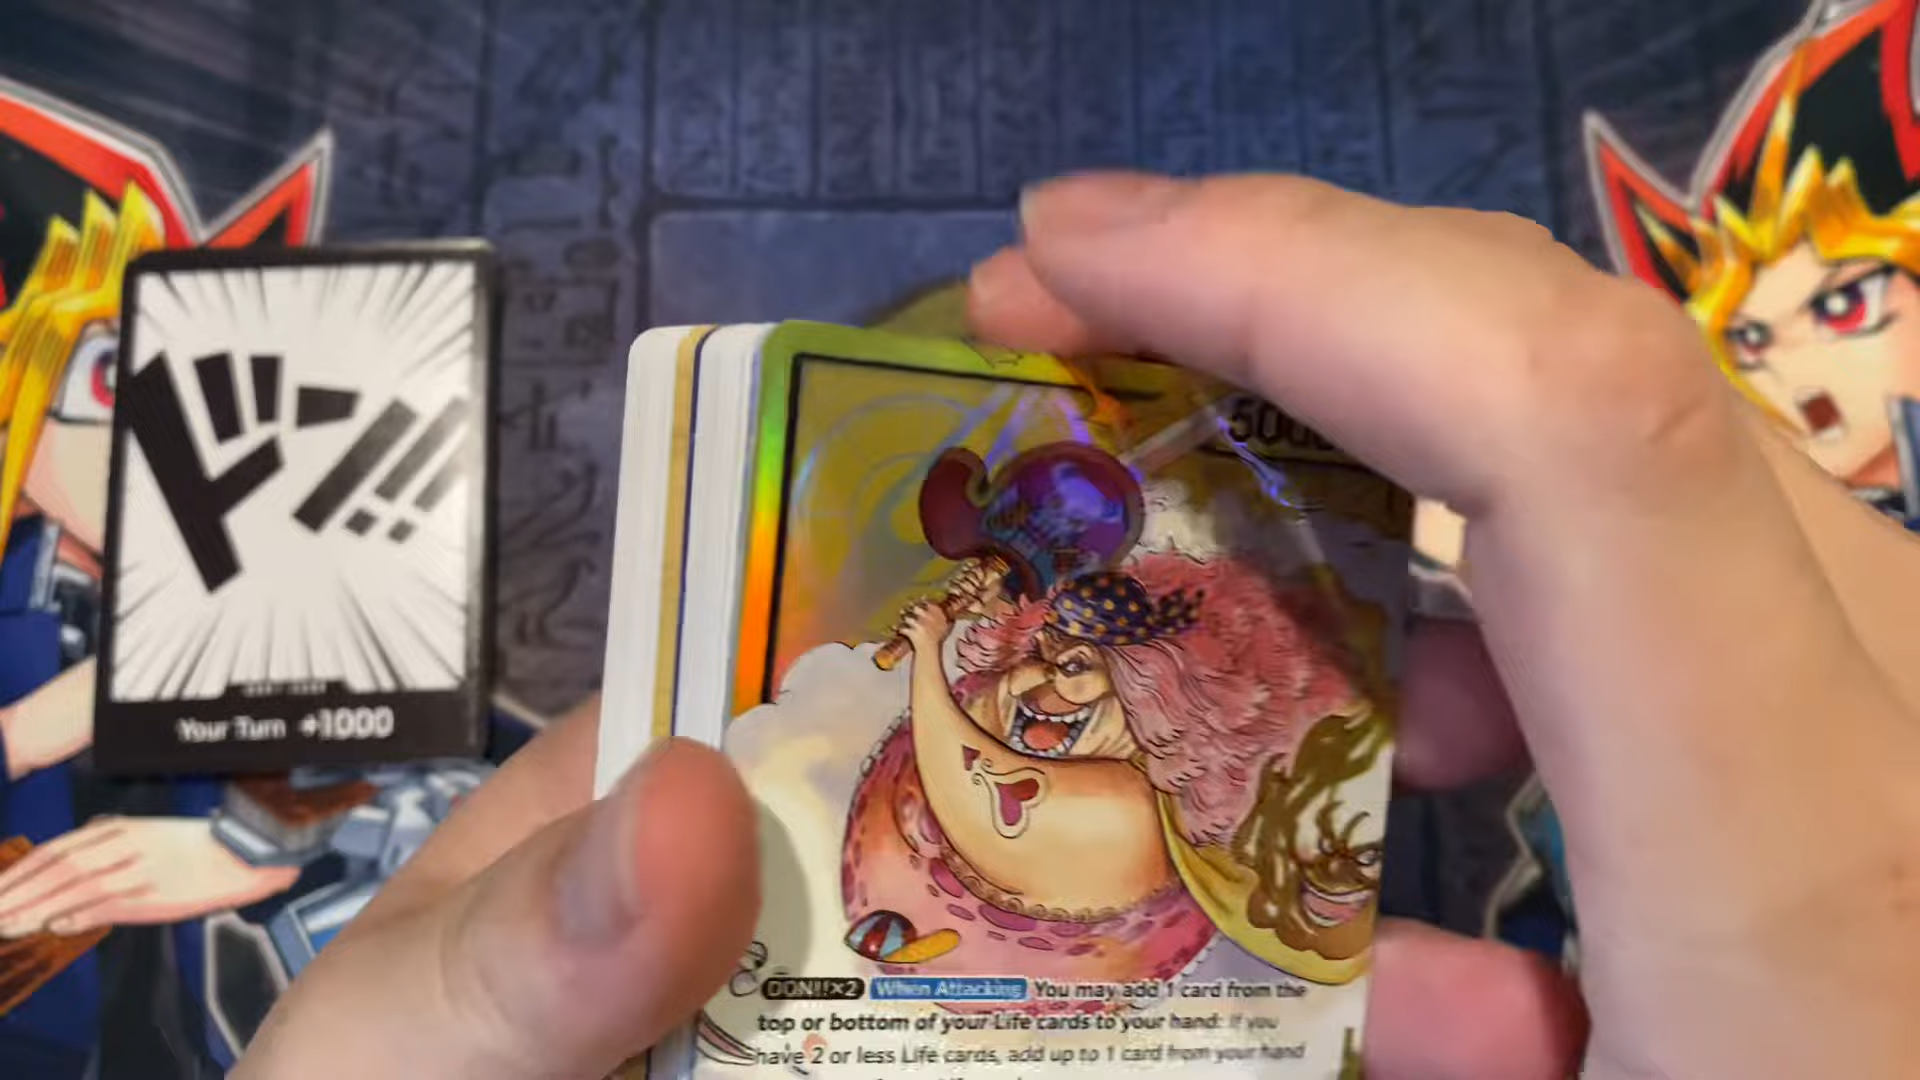 ドン!!
Your Turn +1000
DON!!×2 When Attacking You may add 1 card from the
top or bottom of your Life cards to your hand: If you
have 2 or less Life cards, add up to 1 card from your hand